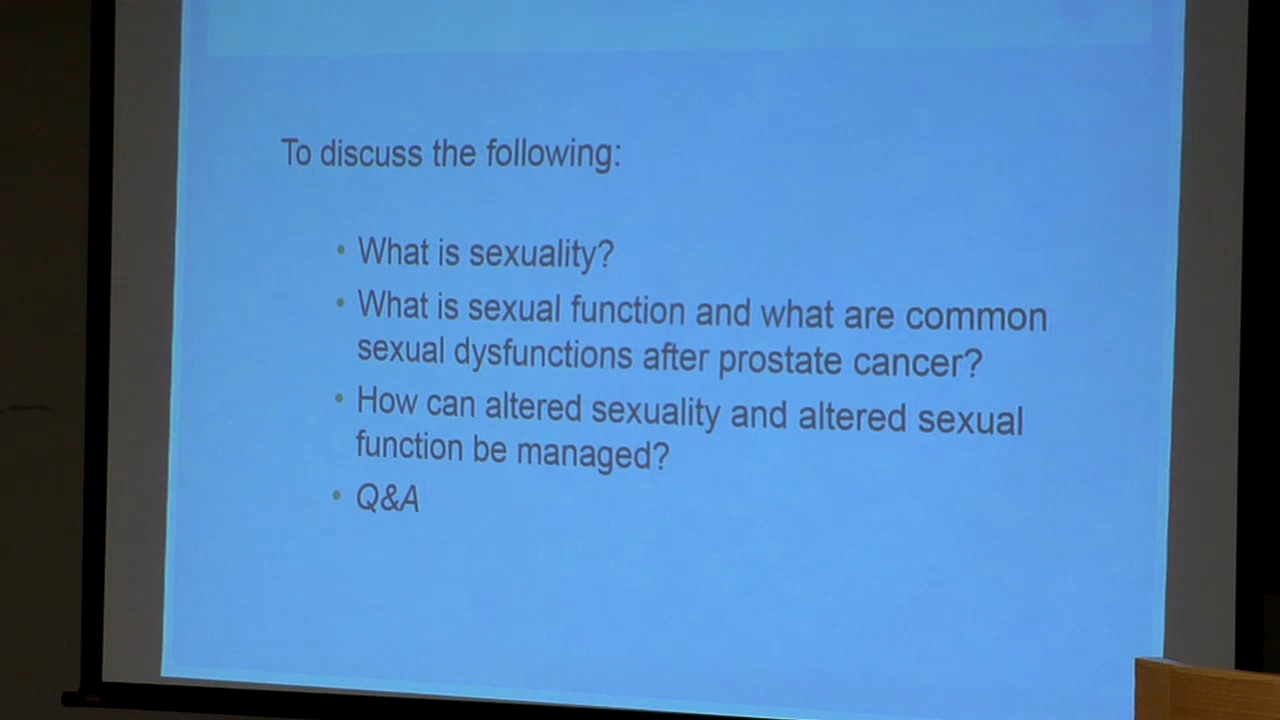 To discuss the following:
• What is sexuality?
• What is sexual function and what are common
sexual dysfunctions after prostate cancer?
• How can altered sexuality and altered sexual
function be managed?
• Q&A